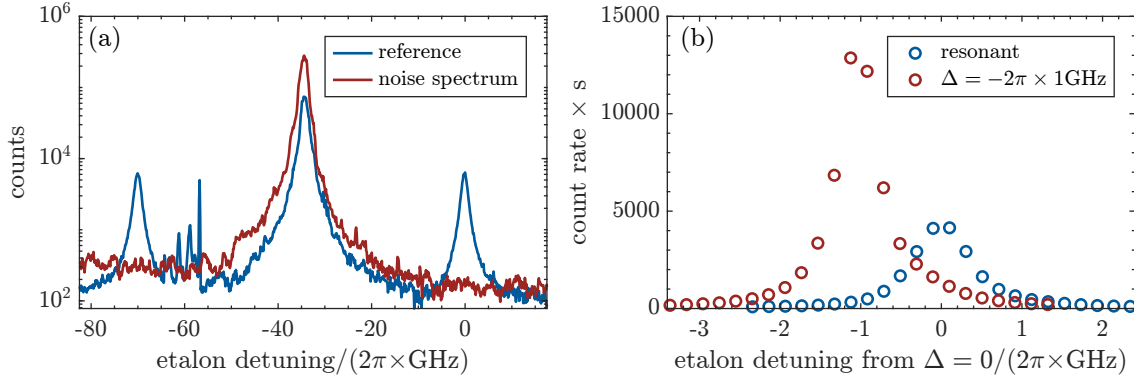 (a)
reference
noise spectrum
counts
10^6
10^4
10^2
-80 -60 -40 -20 0
etalon detuning/(2π×GHz)
(b)
resonant
Δ = −2π × 1GHz
count rate × s
15000
10000
5000
0
-3 -2 -1 0 1 2
etalon detuning from Δ = 0/(2π×GHz)